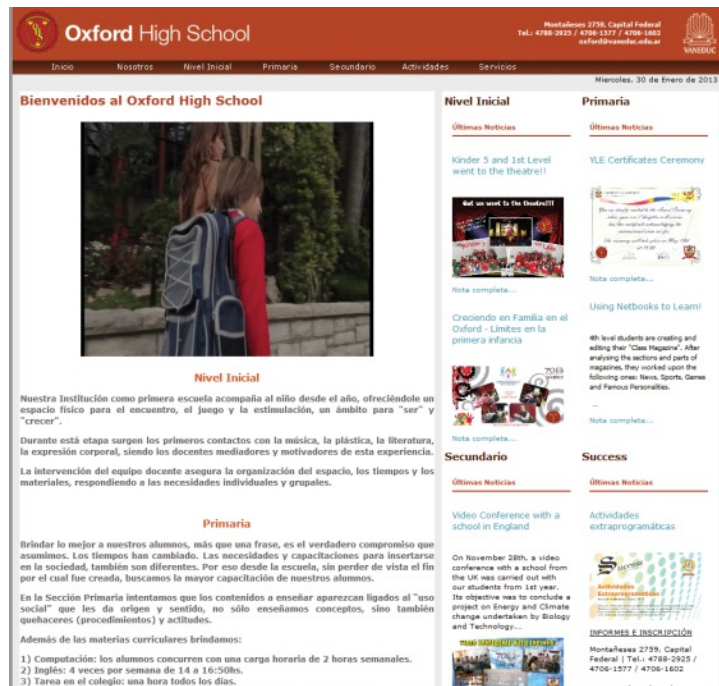 Oxford High School
Montañeses 2759, Capital Federal
Tel.: 4788-2925 / 4706-1577 / 4706-1602
oxford@vaneduc.edu.ar
VANEDUC
Inicio Nosotros Nivel Inicial Primaria Secundario Actividades Servicios
Miercoles, 30 de Enero de 2013
Bienvenidos al Oxford High School
Nivel Inicial
Nuestra Institución como primera escuela acompaña al niño desde el año, ofreciéndole un
espacio físico para el encuentro, el juego y la estimulación, un ámbito para "ser" y
"crecer".
Durante está etapa surgen los primeros contactos con la música, la plástica, la literatura,
la expresión corporal, siendo los docentes mediadores y motivadores de esta experiencia.
La intervención del equipo docente asegura la organización del espacio, los tiempos y los
materiales, respondiendo a las necesidades individuales y grupales.
Primaria
Brindar lo mejor a nuestros alumnos, más que una frase, es el verdadero compromiso que
asumimos. Los tiempos han cambiado. Las necesidades y capacitaciones para insertarse
en la sociedad, también son diferentes. Por eso desde la escuela, sin perder de vista el fin
por el cual fue creada, buscamos la mayor capacitación de nuestros alumnos.
En la Sección Primaria intentamos que los contenidos a enseñar aparezcan ligados al "uso
social" que les da origen y sentido, no sólo enseñamos conceptos, sino también
quehaceres (procedimientos) y actitudes.
Además de las materias curriculares brindamos:
1) Computación: los alumnos concurren con una carga horaria de 2 horas semanales.
2) Inglés: 4 veces por semana de 14 a 16:50hs.
3) Tarea en el colegio: una hora todos los días.
Nivel Inicial
Últimas Noticias
Kinder 5 and 1st Level
went to the theatre!!
Out we went to the theatre!!!
Nota completa...
Creciendo en Familia en el
Oxford - Límites en la
primera infancia
Nota completa...
Primaria
Últimas Noticias
YLE Certificates Ceremony
Nota completa...
Using Netbooks to Learn!
4th level students are creating and
editing their "Class Magazine". After
analysing the sections and parts of
magazines, they worked upon the
following ones: News, Sports, Games
and Famous Personalities.
...
Nota completa...
Secundario
Últimas Noticias
Video Conference with a
school in England
On November 28th, a video
conference with a school from
the UK was carried out with
our students from 1st year.
Its objective was to conclude a
project on Energy and Climate
change undertaken by Biology
and Technology...
Success
Últimas Noticias
Actividades
extraprogramáticas
Success
Actividades
Extraprogramáticas
INFORMES E INSCRIPCIÓN
Montañeses 2759, Capital
Federal | Tel.: 4788-2925 /
4706-1577 / 4706-1602